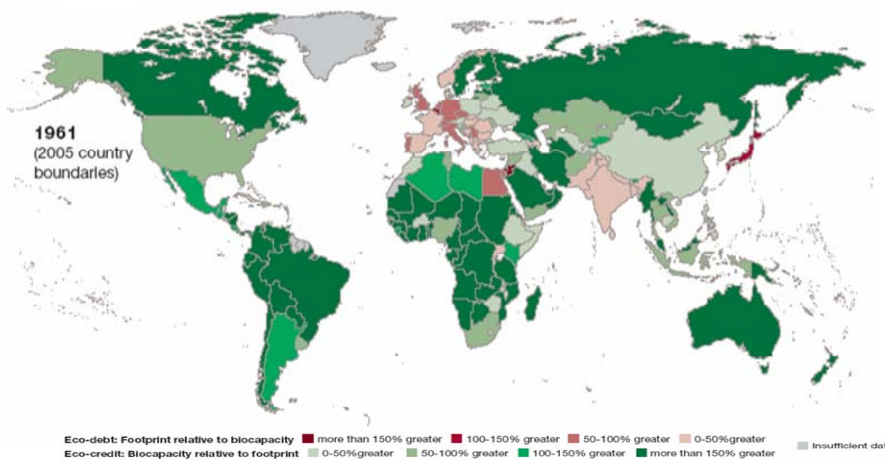 1961
(2005 country
boundaries)
Eco-debt: Footprint relative to biocapacity more than 150% greater 100-150% greater 50-100% greater 0-50%greater
Eco-credit: Biocapacity relative to footprint 0-50%greater 50-100% greater 100-150% greater more than 150% greater Insufficient dat